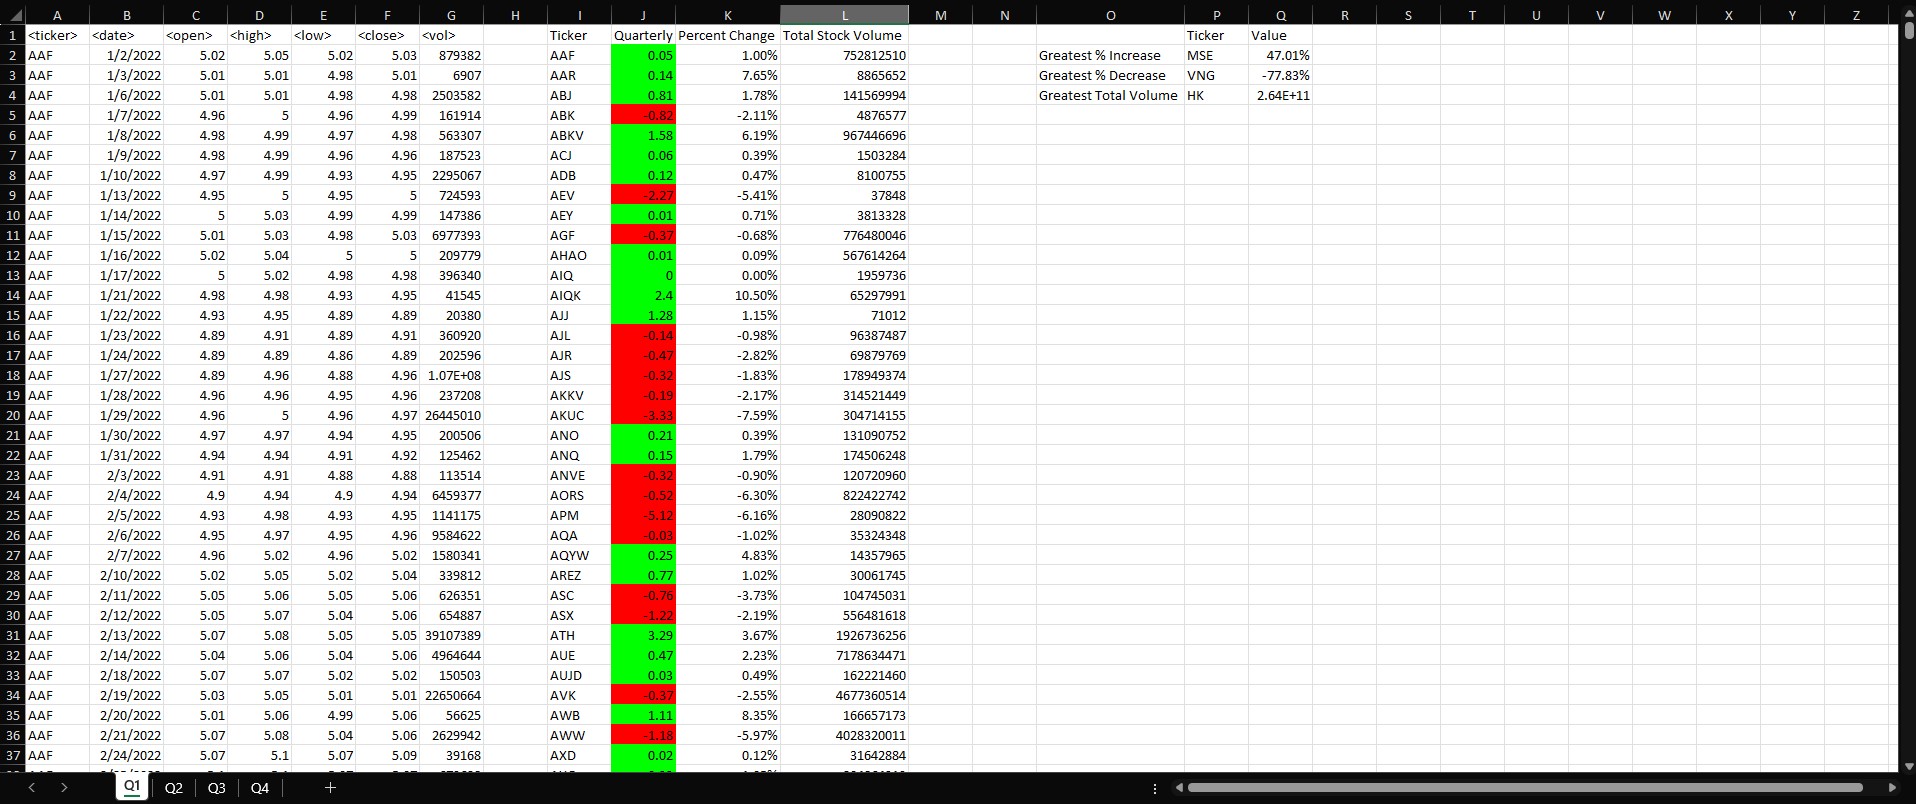 A B C D E F G H I J K L M N O P Q R S T U V W X Y Z
1 <ticker> <date> <open> <high> <low> <close> <vol> Ticker Quarterly Percent Change Total Stock Volume Ticker Value
2 AAF 1/2/2022 5.02 5.05 5.02 5.03 879382 AAF 0.05 1.00% 752812510 Greatest % Increase MSE 47.01%
3 AAF 1/3/2022 5.01 5.01 4.98 5.01 6907 AAR 0.14 7.65% 8865652 Greatest % Decrease VNG -77.83%
4 AAF 1/6/2022 5.01 5.01 4.98 4.98 2503582 ABJ 0.81 1.78% 141569994 Greatest Total Volume HK 2.64E+11
5 AAF 1/7/2022 4.96 5 4.96 4.99 161914 ABK -0.82 -2.11% 4876577
6 AAF 1/8/2022 4.98 4.99 4.97 4.98 563307 ABKV 1.58 6.19% 967446696
7 AAF 1/9/2022 4.98 4.99 4.96 4.96 187523 ACJ 0.06 0.39% 1503284
8 AAF 1/10/2022 4.97 4.99 4.93 4.95 2295067 ADB 0.12 0.47% 8100755
9 AAF 1/13/2022 4.95 5 4.95 5 724593 AEV -2.27 -5.41% 37848
10 AAF 1/14/2022 5 5.03 4.99 4.99 147386 AEY 0.01 0.71% 3813328
11 AAF 1/15/2022 5.01 5.03 4.98 5.03 6977393 AGF -0.37 -0.68% 776480046
12 AAF 1/16/2022 5.02 5.04 5 5 209779 AHAO 0.01 0.09% 567614264
13 AAF 1/17/2022 5 5.02 4.98 4.98 396340 AIQ 0 0.00% 1959736
14 AAF 1/21/2022 4.98 4.98 4.93 4.95 41545 AIQK 2.4 10.50% 65297991
15 AAF 1/22/2022 4.93 4.95 4.89 4.89 20380 AJJ 1.28 1.15% 71012
16 AAF 1/23/2022 4.89 4.91 4.89 4.91 360920 AJL -0.14 -0.98% 96387487
17 AAF 1/24/2022 4.89 4.89 4.86 4.89 202596 AJR -0.47 -2.82% 69879769
18 AAF 1/27/2022 4.89 4.96 4.88 4.96 1.07E+08 AJS -0.32 -1.83% 178949374
19 AAF 1/28/2022 4.96 4.96 4.95 4.96 237208 AKKV -0.19 -2.17% 314521449
20 AAF 1/29/2022 4.96 5 4.96 4.97 26445010 AKUC -3.33 -7.59% 304714155
21 AAF 1/30/2022 4.97 4.97 4.94 4.95 200506 ANO 0.21 0.39% 131090752
22 AAF 1/31/2022 4.94 4.94 4.91 4.92 125462 ANQ 0.15 1.79% 174506248
23 AAF 2/3/2022 4.91 4.91 4.88 4.88 113514 ANVE -0.32 -0.90% 120720960
24 AAF 2/4/2022 4.9 4.94 4.9 4.94 6459377 AORS -0.52 -6.30% 822422742
25 AAF 2/5/2022 4.93 4.98 4.93 4.95 1141175 APM -5.12 -6.16% 28090822
26 AAF 2/6/2022 4.95 4.97 4.95 4.96 9584622 AQA -0.03 -1.02% 35324348
27 AAF 2/7/2022 4.96 5.02 4.96 5.02 1580341 AQYW 0.25 4.83% 14357965
28 AAF 2/10/2022 5.02 5.05 5.02 5.04 339812 AREZ 0.77 1.02% 30061745
29 AAF 2/11/2022 5.05 5.06 5.05 5.06 626351 ASC -0.76 -3.73% 104745031
30 AAF 2/12/2022 5.05 5.07 5.04 5.06 654887 ASX -1.22 -2.19% 556481618
31 AAF 2/13/2022 5.07 5.08 5.05 5.05 39107389 ATH 3.29 3.67% 1926736256
32 AAF 2/14/2022 5.04 5.06 5.04 5.06 4964644 AUE 0.47 2.23% 7178634471
33 AAF 2/18/2022 5.07 5.07 5.02 5.02 150503 AUJD 0.03 0.49% 162221460
34 AAF 2/19/2022 5.03 5.05 5.01 5.01 22650664 AVK -0.37 -2.55% 4677360514
35 AAF 2/20/2022 5.01 5.06 4.99 5.06 56625 AWB 1.11 8.35% 166657173
36 AAF 2/21/2022 5.07 5.08 5.04 5.06 2629942 AWW -1.18 -5.97% 4028320011
37 AAF 2/24/2022 5.07 5.1 5.07 5.09 39168 AXD 0.02 0.12% 31642884
Q1 Q2 Q3 Q4 +